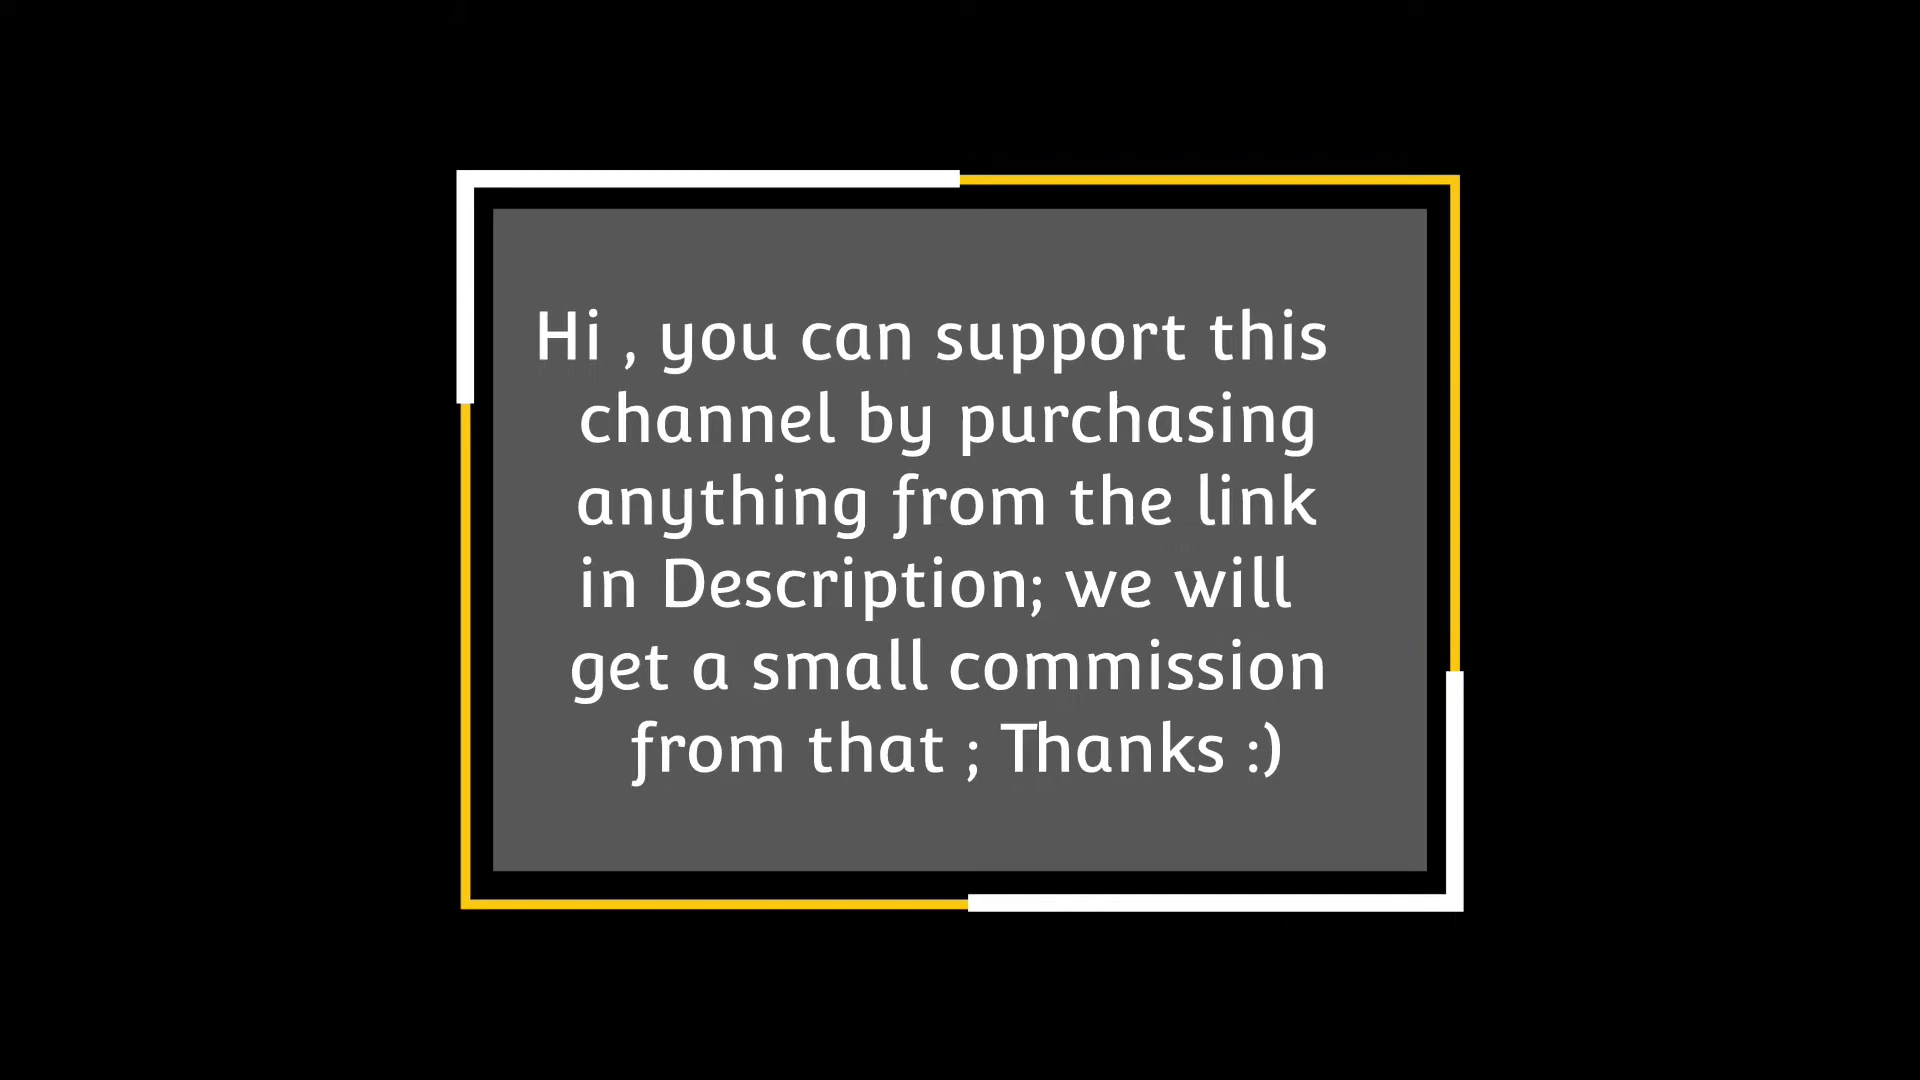 Hi , you can support this
channel by purchasing
anything from the link
in Description; we will
get a small commission
from that ; Thanks :)